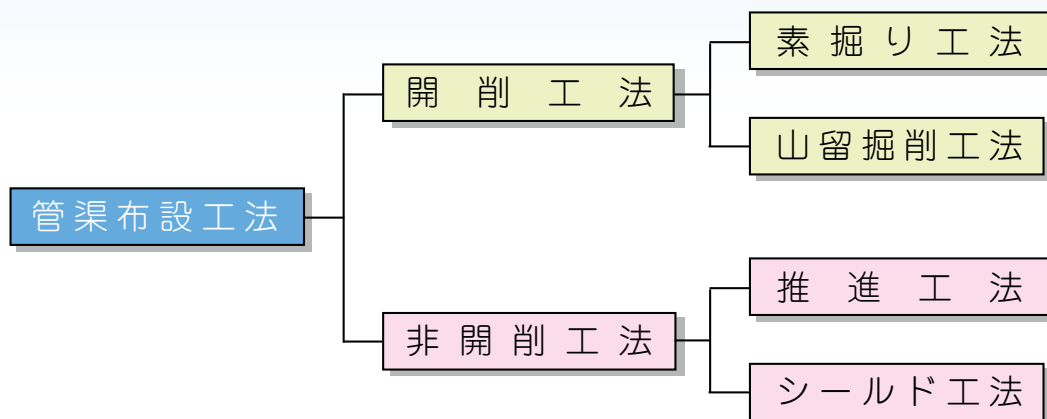 管渠布設工法
開削工法
素掘り工法
山留掘削工法
非開削工法
推進工法
シールド工法